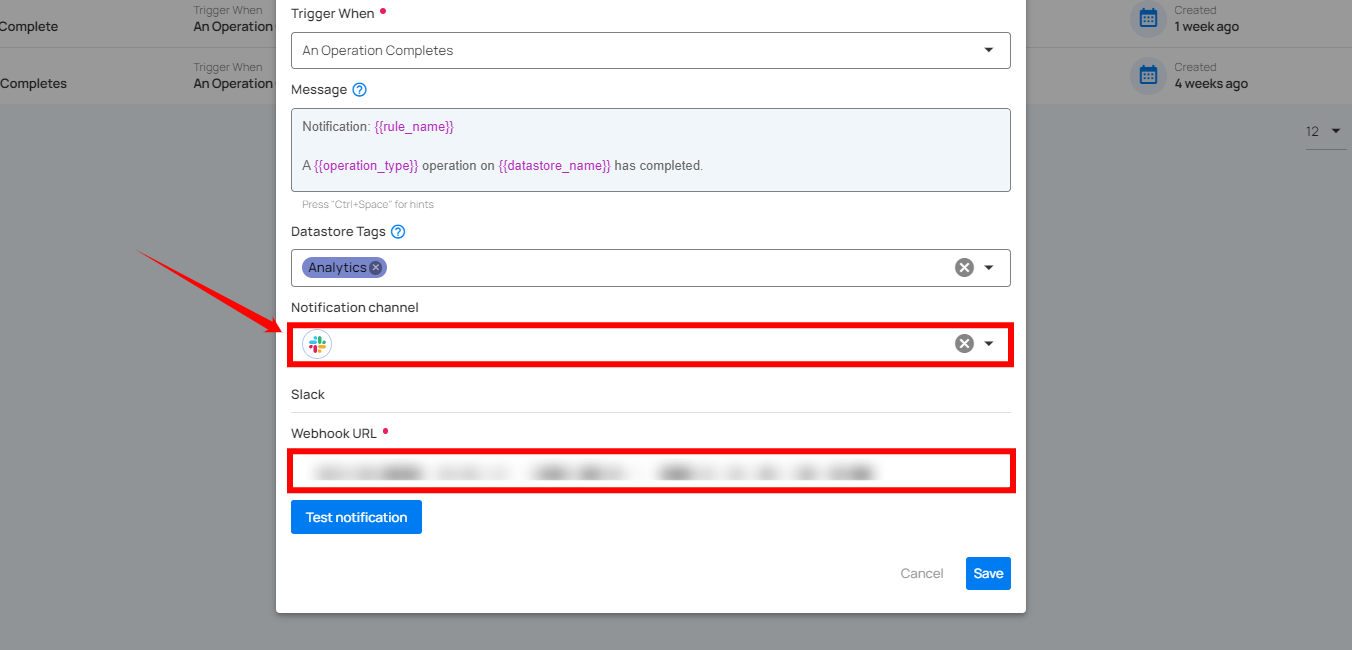 Complete
Trigger When
An Operation
Created
1 week ago
Completes
Trigger When
An Operation
Created
4 weeks ago
12
Trigger When
An Operation Completes
Message
Notification: {{rule_name}}
A {{operation_type}} operation on {{datastore_name}} has completed.
Press "Ctrl+Space" for hints
Datastore Tags
Analytics
Notification channel
Slack
Webhook URL
Test notification
Cancel
Save